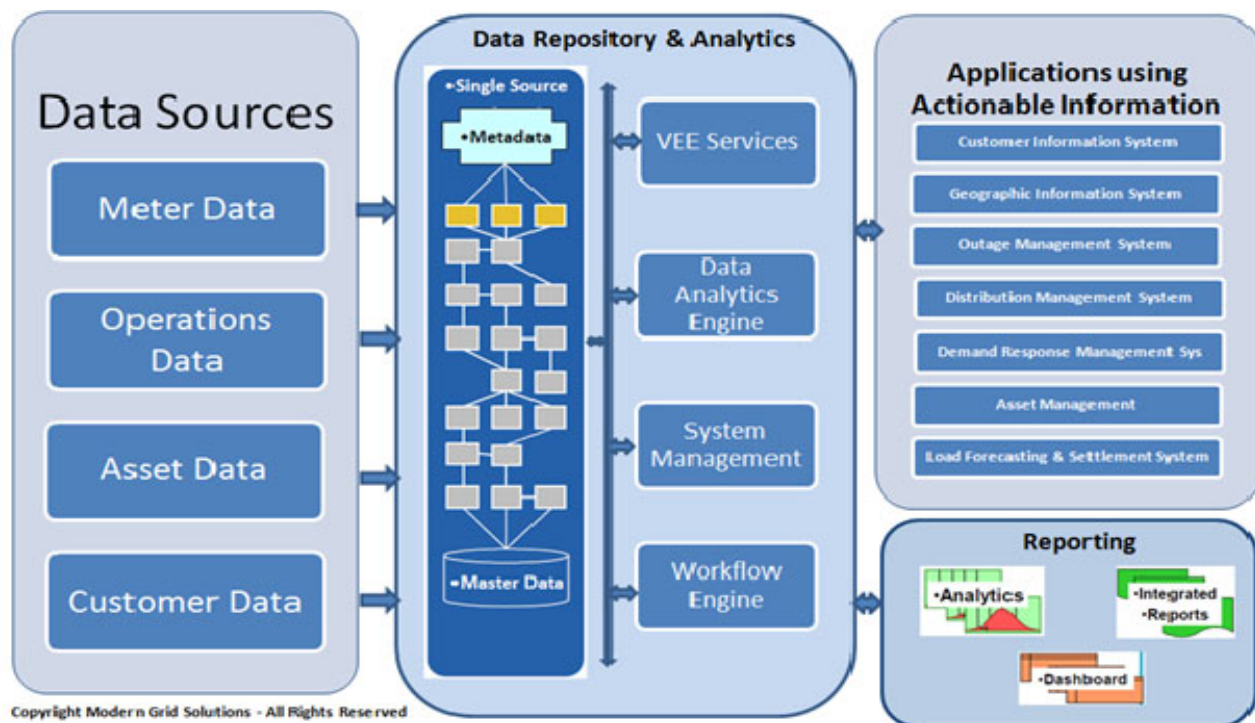 Data Sources
Meter Data
Operations
Data
Asset Data
Customer Data
Copyright Modern Grid Solutions - All Rights Reserved
Data Repository & Analytics
•Single Source
•Metadata
•Master Data
VEE Services
Data
Analytics
Engine
System
Management
Workflow
Engine
Applications using
Actionable Information
Customer Information System
Geographic Information System
Outage Management System
Distribution Management System
Demand Response Management Sys
Asset Management
Load Forecasting & Settlement System
Reporting
•Analytics
•Integrated
•Reports
•Dashboard